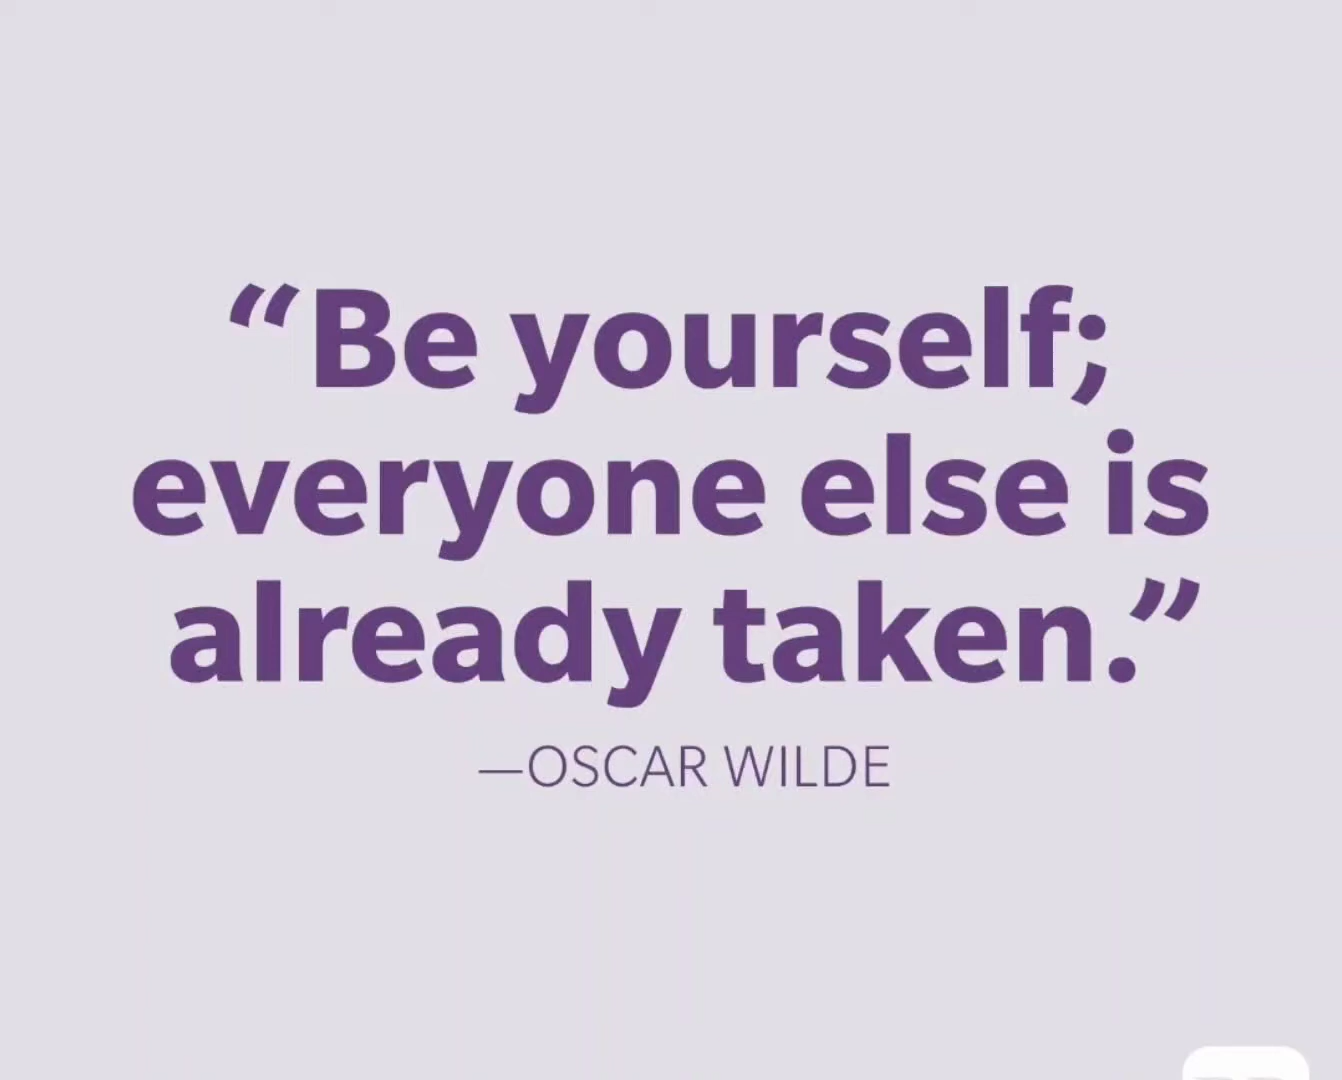 “Be yourself;
everyone else is
already taken.”
—OSCAR WILDE